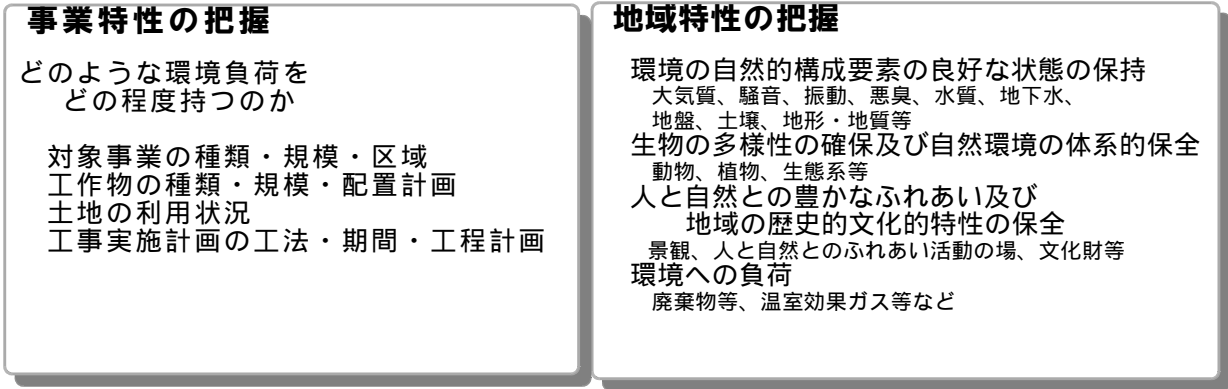 事業特性の把握
どのような環境負荷を
どの程度持つのか
対象事業の種類・規模・区域
工作物の種類・規模・配置計画
土地の利用状況
工事実施計画の工法・期間・工程計画
地域特性の把握
環境の自然的構成要素の良好な状態の保持
大気質、騒音、振動、悪臭、水質、地下水、
地盤、土壌、地形・地質等
生物の多様性の確保及び自然環境の体系的保全
動物、植物、生態系等
人と自然との豊かなふれあい及び
地域の歴史的文化的特性の保全
景観、人と自然とのふれあい活動の場、文化財等
環境への負荷
廃棄物等、温室効果ガス等など